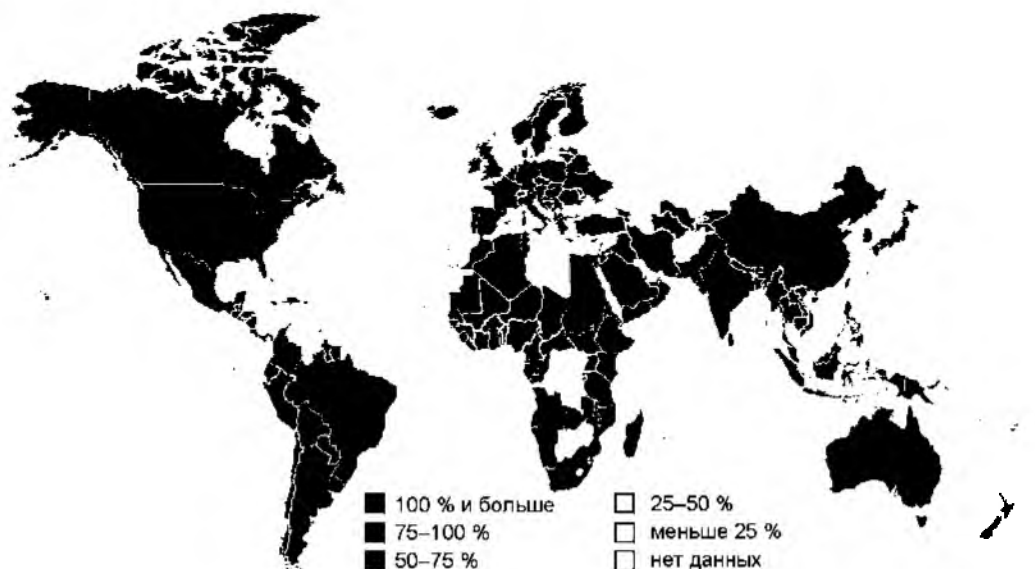 100 % и больше
75–100 %
50–75 %
25–50 %
меньше 25 %
нет данных